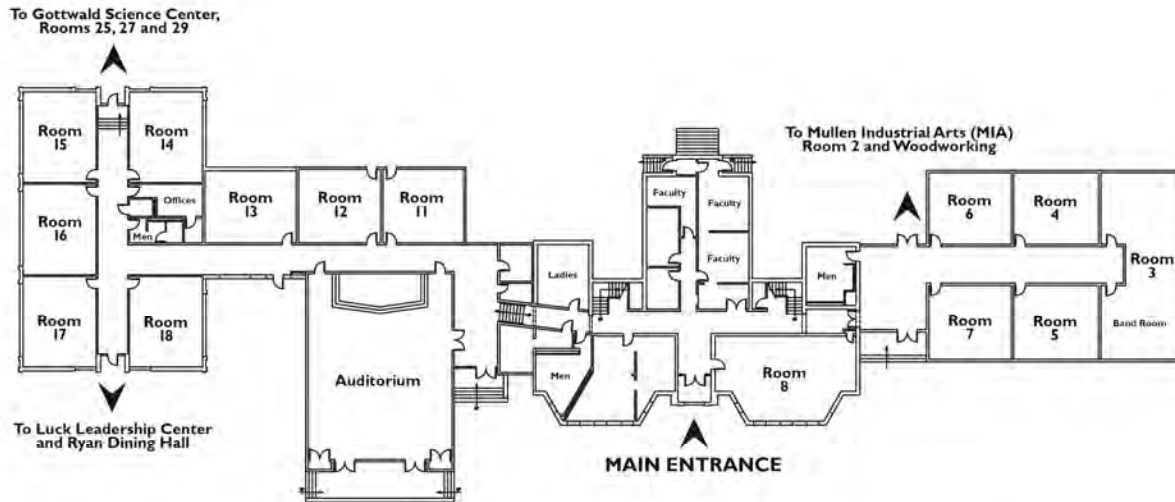 To Gottwald Science Center,
Rooms 25, 27 and 29
Room
15
Room
14
To Mullen Industrial Arts (MIA)
Room 2 and Woodworking
Offices
Room
13
Room
12
Room
11
Faculty
Faculty
Room
6
Room
4
Room
16
Men
Ladies
Faculty
Men
Room
3
Room
17
Room
18
Room
7
Room
5
Band Room
Auditorium
Men
Room
8
To Luck Leadership Center
and Ryan Dining Hall
MAIN ENTRANCE